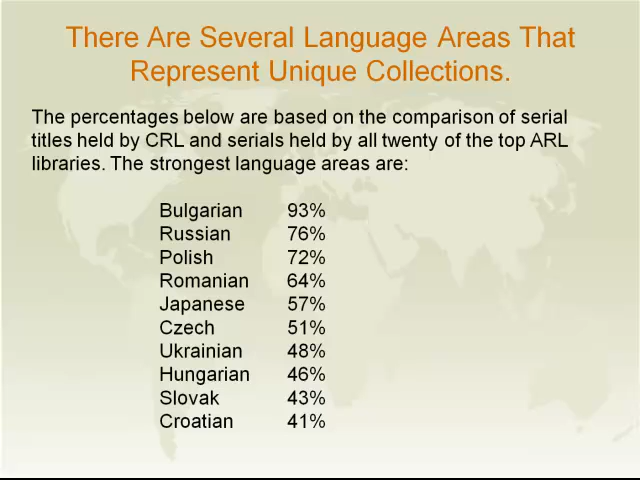 There Are Several Language Areas That
Represent Unique Collections.
The percentages below are based on the comparison of serial
titles held by CRL and serials held by all twenty of the top ARL
libraries. The strongest language areas are:
Bulgarian 93%
Russian 76%
Polish 72%
Romanian 64%
Japanese 57%
Czech 51%
Ukrainian 48%
Hungarian 46%
Slovak 43%
Croatian 41%